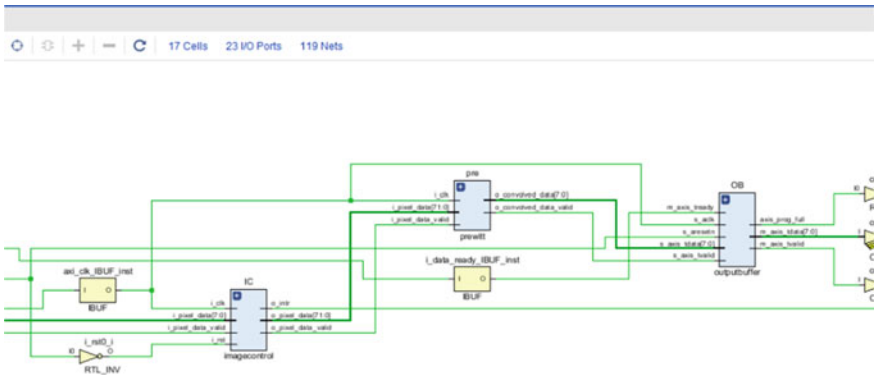 17 Cells 23 I/O Ports 119 Nets
pre
i_clk o_convolved_data[7:0]
i_pixel_data[71:0] o_convolved_data_valid
i_pixel_data_valid
prewitt
OB
m_axis_tready
s_aclk axis_prog_full
s_aresetn m_axis_tdata[7:0]
s_axis_tdata[7:0] m_axis_tvalid
s_axis_tvalid
outputbuffer
I0
I
I
i_data_ready_IBUF_inst
I O
IBUF
axi_clk_IBUF_inst
I O
IBUF
IC
i_clk o_intr
i_pixel_data[7:0] o_pixel_data[71:0]
i_pixel_data_valid o_pixel_data_valid
i_rst
imagecontrol
i_rst0_i
I0 O
RTL_INV